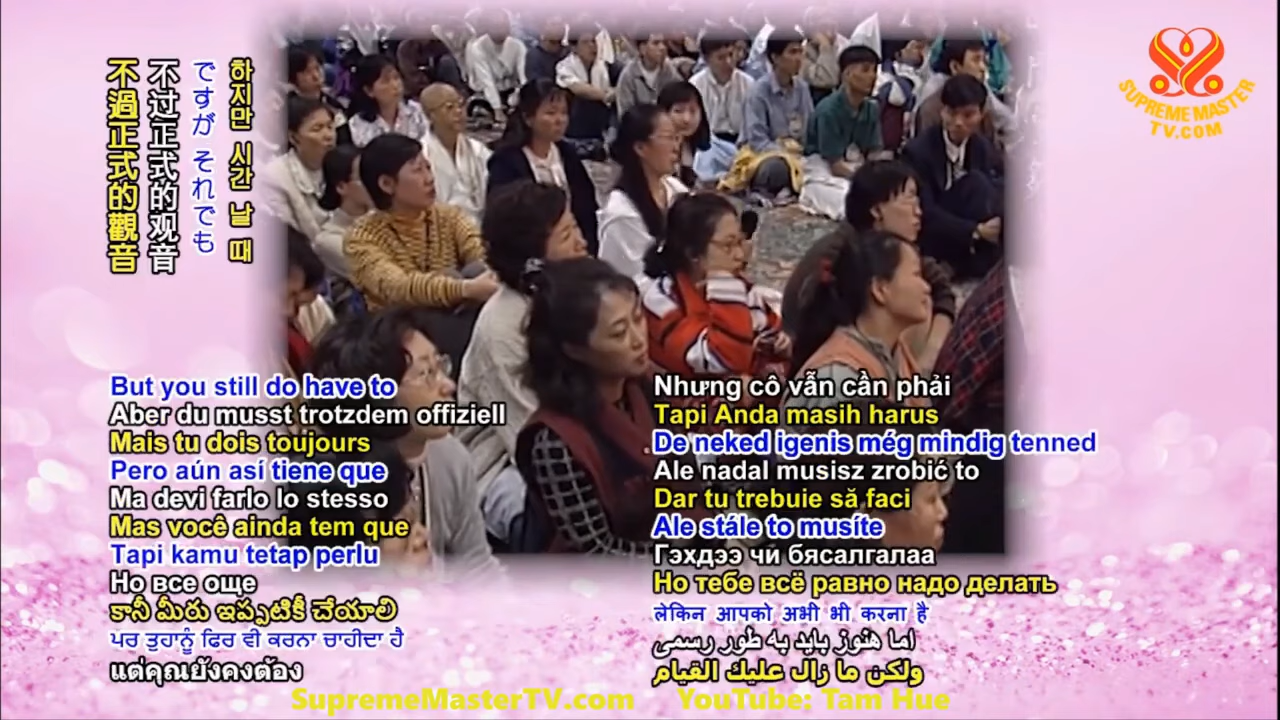 하지만 시간 날 때
ですが それでも
不过正式的观音
不過正式的觀音
SUPREME MASTER
TV.COM
But you still do have to
Aber du musst trotzdem offiziell
Mais tu dois toujours
Pero aún así tiene que
Ma devi farlo lo stesso
Mas você ainda tem que
Tapi kamu tetap perlu
Но все още
కానీ మీరు ఇప్పటికీ చేయాలి
ਪਰ ਤੁਹਾਨੂੰ ਫਿਰ ਵੀ ਕਰਨਾ ਚਾਹੀਦਾ ਹੈ
แต่คุณยังคงต้อง
Nhưng cô vẫn cần phải
Tapi Anda masih harus
De neked igenis még mindig tenned
Ale nadal musisz zrobić to
Dar tu trebuie să faci
Ale stále to musíte
Гэхдээ чи бясалгалаа
Но тебе всё равно надо делать
लेकिन आपको अभी भी करना है
اما هنوز باید به طور رسمی
ولكن ما زال عليك القيام
SupremeMasterTV.com YouTube: Tam Hue